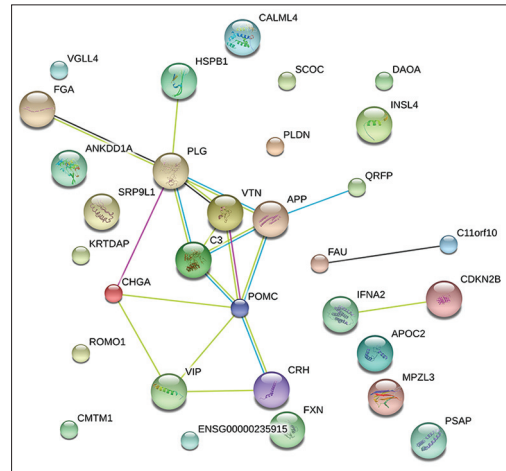 CALML4
VGLL4
HSPB1
SCOC
DAOA
FGA
INSL4
PLDN
ANKDD1A
PLG
QRFP
SRP9L1
VTN
APP
C11orf10
KRTDAP
C3
FAU
CHGA
POMC
IFNA2
CDKN2B
ROMO1
APOC2
VIP
CRH
MPZL3
CMTM1
FXN
ENSG00000235915
PSAP